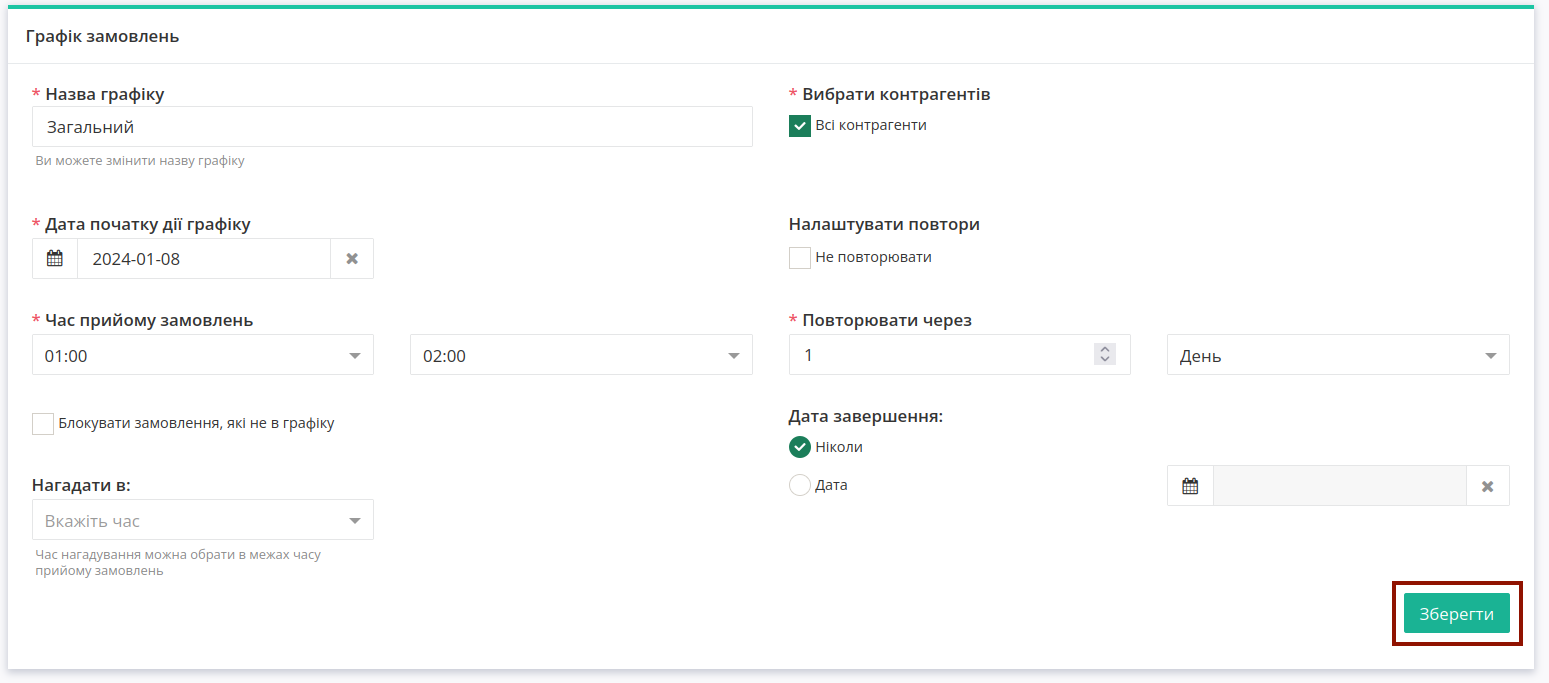 Графік замовлень
* Назва графіку
Загальний
Ви можете змінити назву графіку
* Вибрати контрагентів
Всі контрагенти
* Дата початку дії графіку
2024-01-08
Налаштувати повтори
Не повторювати
* Час прийому замовлень
01:00
02:00
* Повторювати через
1
День
Блокувати замовлення, які не в графіку
Дата завершення:
Ніколи
Дата
Нагадати в:
Вкажіть час
Час нагадування можна обрати в межах часу
прийому замовлень
Зберегти